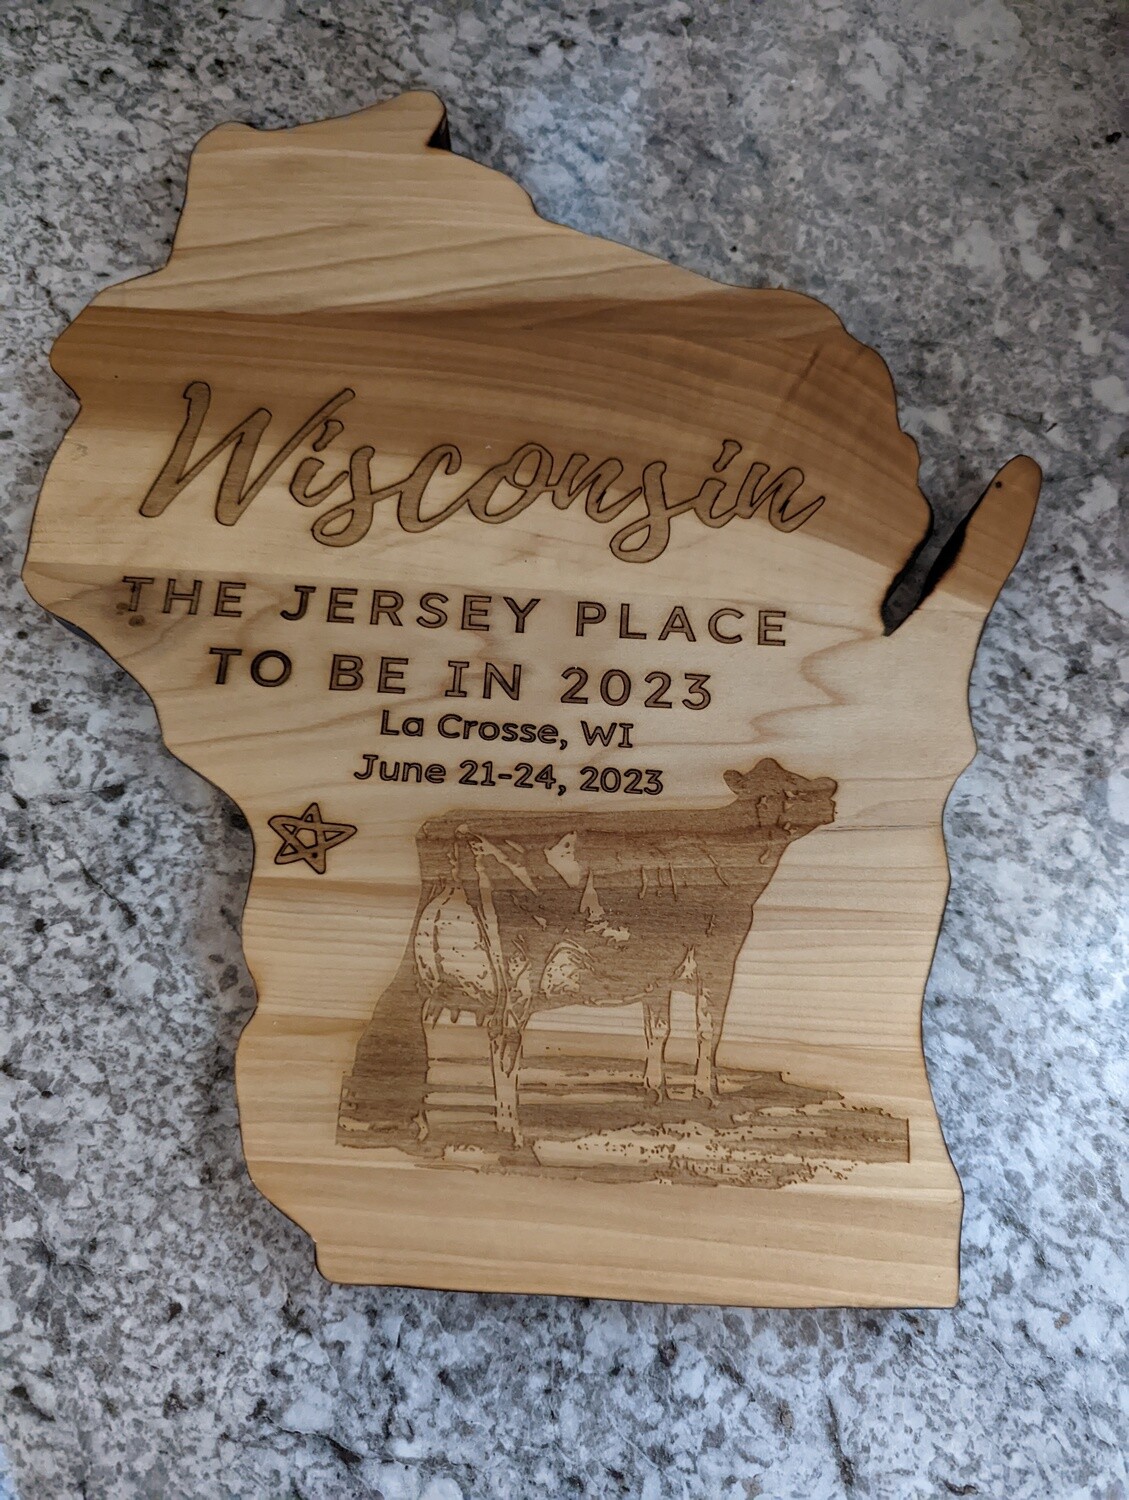 Wisconsin
THE JERSEY PLACE
TO BE IN 2023
La Crosse, WI
June 21-24, 2023